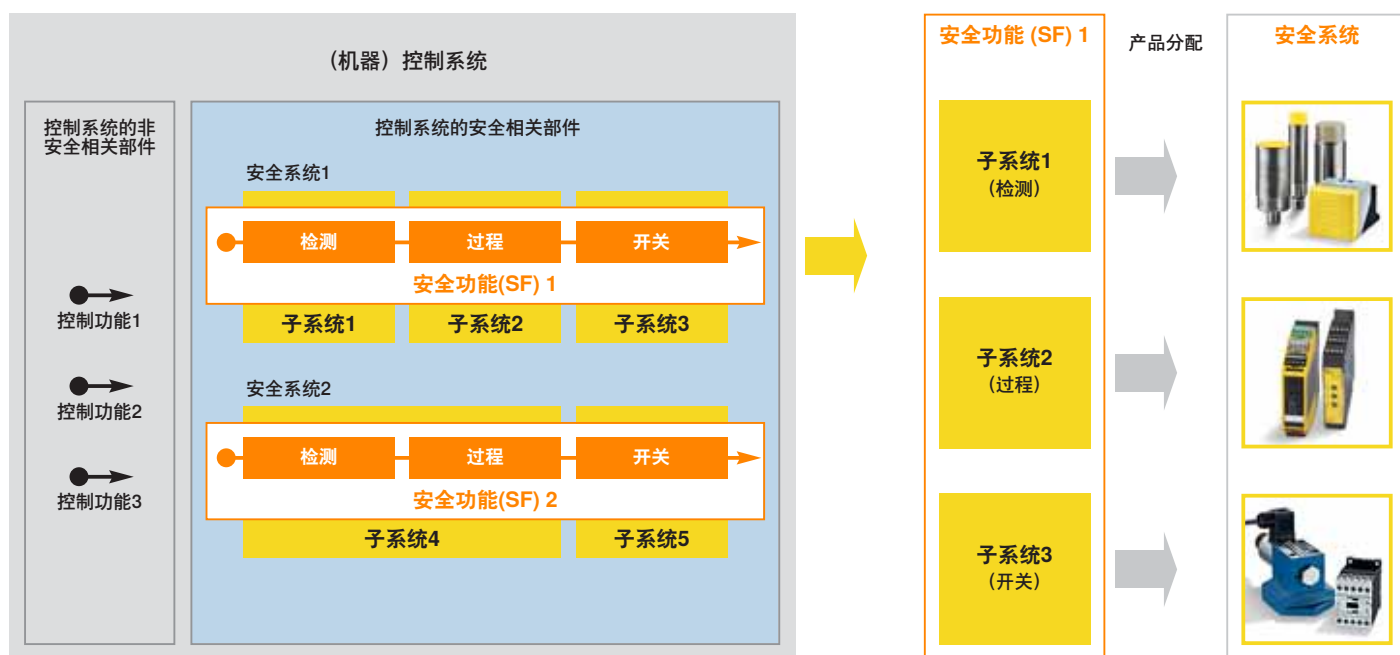 （机器）控制系统
控制系统的非
安全相关部件
控制功能1
控制功能2
控制功能3
控制系统的安全相关部件
安全系统1
检测 过程 开关
安全功能(SF) 1
子系统1 子系统2 子系统3
安全系统2
检测 过程 开关
安全功能(SF) 2
子系统4 子系统5
安全功能 (SF) 1
子系统1
（检测）
子系统2
（过程）
子系统3
（开关）
产品分配
安全系统